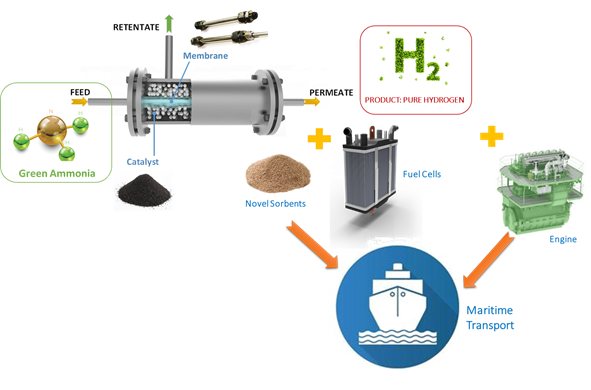 RETENTATE
Membrane
FEED
PERMEATE
H2
PRODUCT: PURE HYDROGEN
Green Ammonia
Catalyst
Novel Sorbents
Fuel Cells
Engine
Maritime
Transport